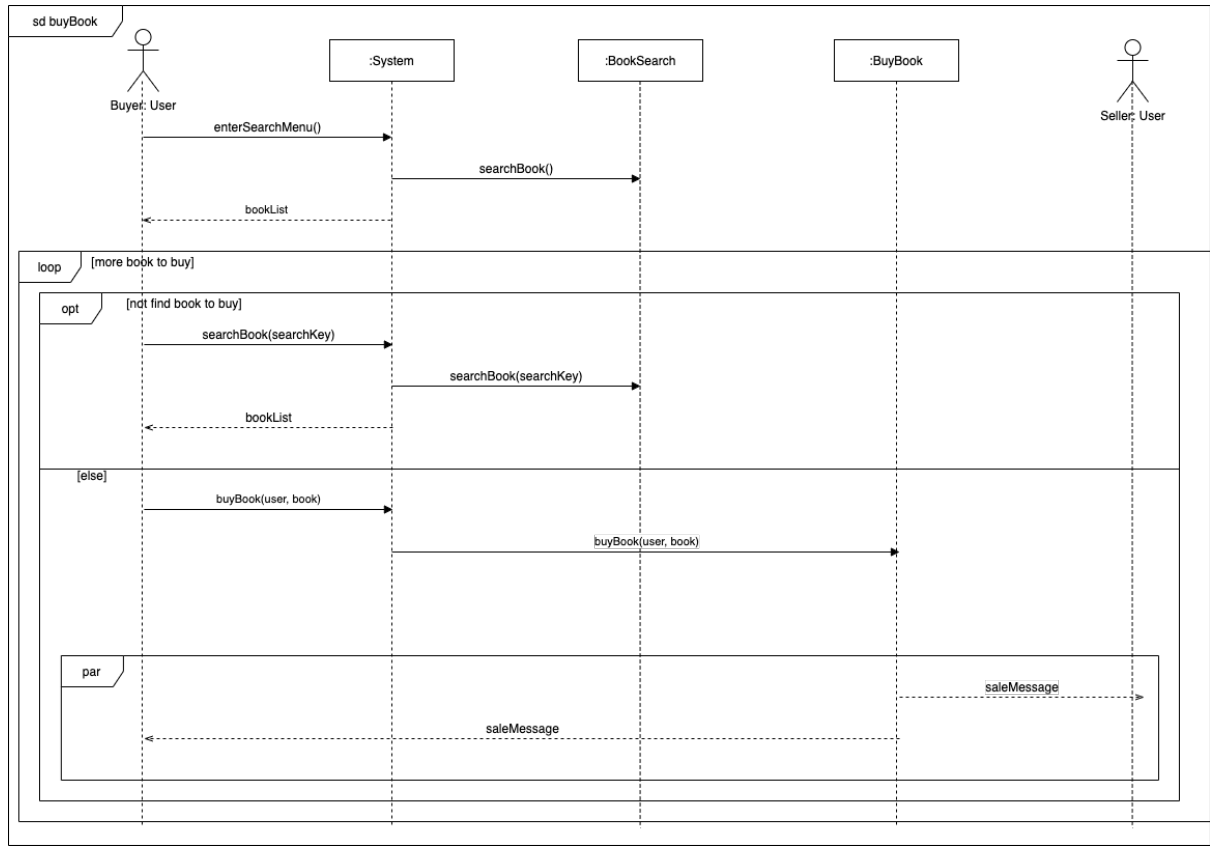 sd buyBook
:System
:BookSearch
:BuyBook
Buyer: User
Seller: User
enterSearchMenu()
searchBook()
bookList
loop
[more book to buy]
opt
[not find book to buy]
searchBook(searchKey)
searchBook(searchKey)
bookList
[else]
buyBook(user, book)
buyBook(user, book)
par
saleMessage
saleMessage